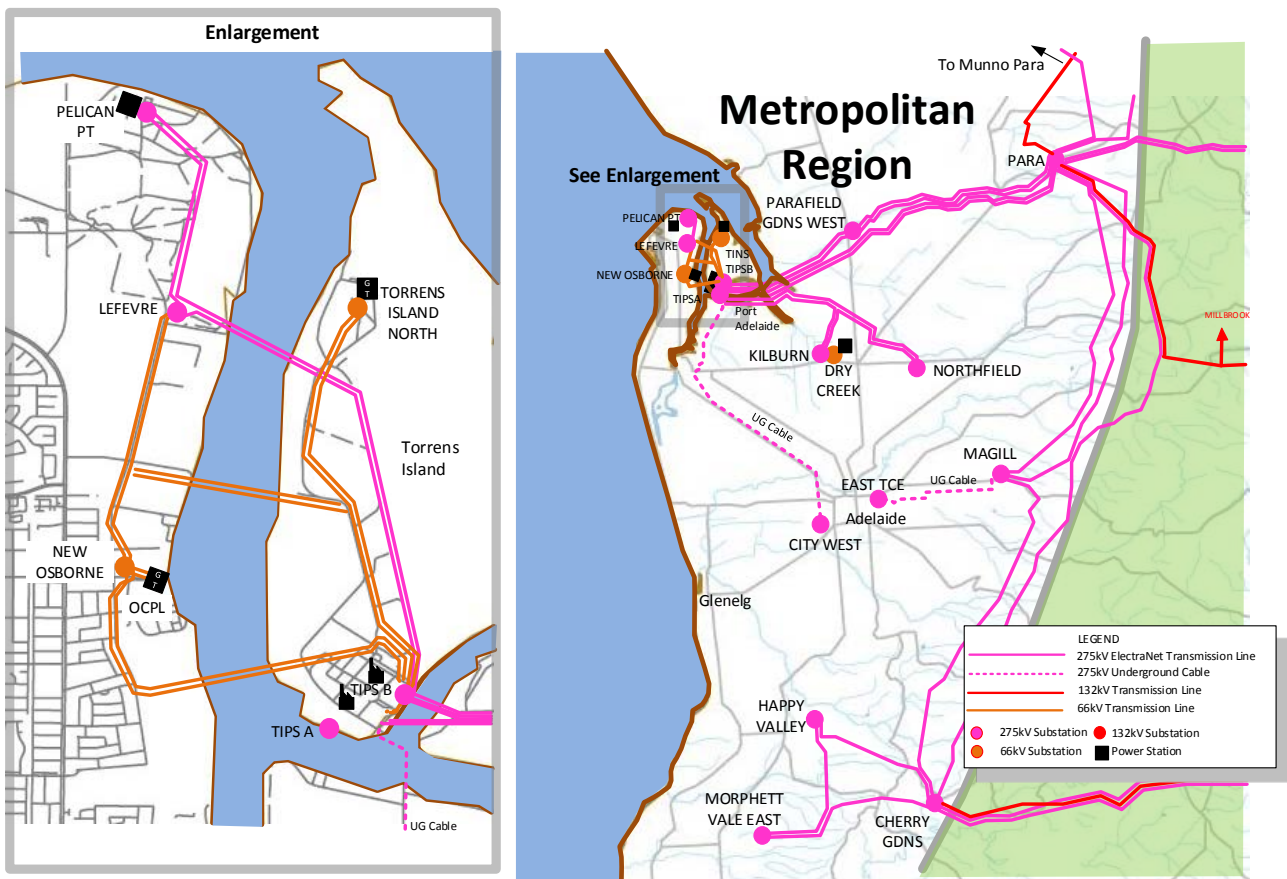 Enlargement
PELICAN
PT
LEFEVRE
G
T
TORRENS
ISLAND
NORTH
Torrens
Island
NEW
OSBORNE
G
T
OCPL
TIPS B
TIPS A
UG Cable
Metropolitan
Region
To Munno Para
PARA
See Enlargement
PARAFIELD
GDNS WEST
PELICAN PT
LEFEVRE
TINS
TIPSB
NEW OSBORNE
TIPSA
Port
Adelaide
MILLBROOK
KILBURN
DRY
CREEK
NORTHFIELD
UG Cable
MAGILL
EAST TCE
UG Cable
Adelaide
CITY WEST
Glenelg
LEGEND
275kV ElectraNet Transmission Line
275kV Underground Cable
132kV Transmission Line
66kV Transmission Line
275kV Substation
132kV Substation
66kV Substation
Power Station
HAPPY
VALLEY
MORPHETT
VALE EAST
CHERRY
GDNS